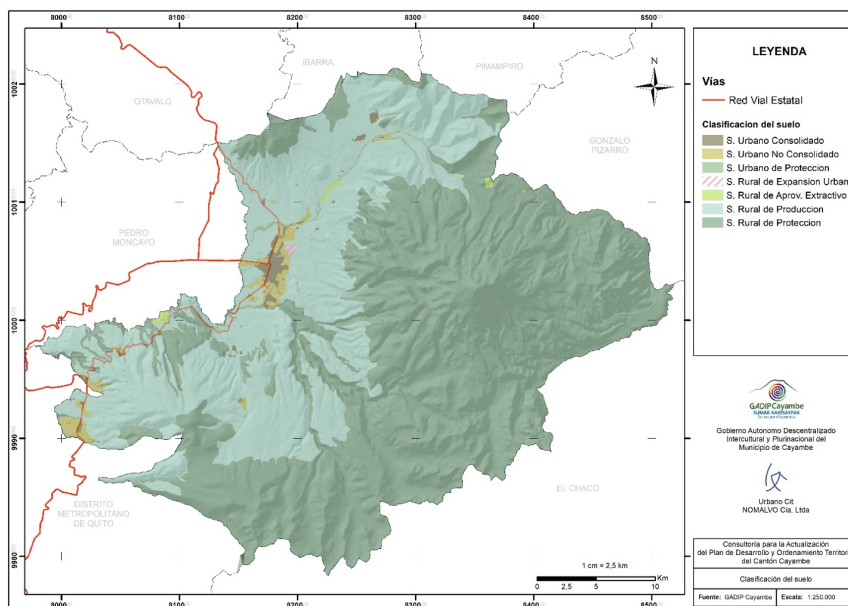 8000
8100
8200
8300
8400
8500
1002
1001
1000
9990
9980
IBARRA
PIMAMPIRO
OTAVALO
GONZALO
PIZARRO
PEDRO
MONCAYO
EL CHACO
DISTRITO
METROPOLITANO
DE QUITO
N
1 cm = 2,5 km
0 2,5 5 10
Km
LEYENDA
Vías
Red Vial Estatal
Clasificacion del suelo
S. Urbano Consolidado
S. Urbano No Consolidado
S. Urbano de Proteccion
S. Rural de Expansion Urban
S. Rural de Aprov. Extractivo
S. Rural de Produccion
S. Rural de Proteccion
GADIPCayambe
SUMAK KAWSAYPAK
Gobierno Autonomo Descentralizado
Intercultural y Plurinacional del
Municipio de Cayambe
Urbano Cit
NOMALVO Cia. Ltda
Consultoría para la Actualización
del Plan de Desarrollo y Ordenamiento Territori
del Cantón Cayambe
Clasificación del suelo
Fuente: GADIP Cayambe Escala: 1:250.000